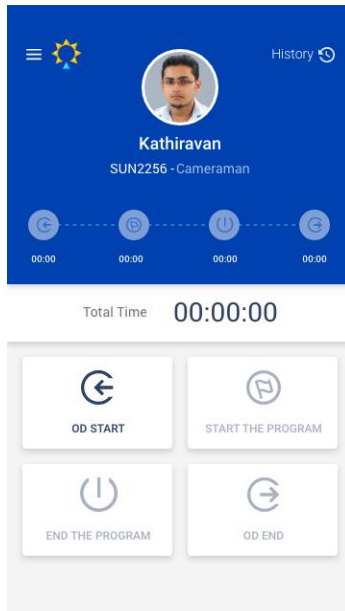 History
Kathiravan
SUN2256 - Cameraman
00:00 00:00 00:00 00:00
Total Time 00:00:00
OD START START THE PROGRAM
END THE PROGRAM OD END